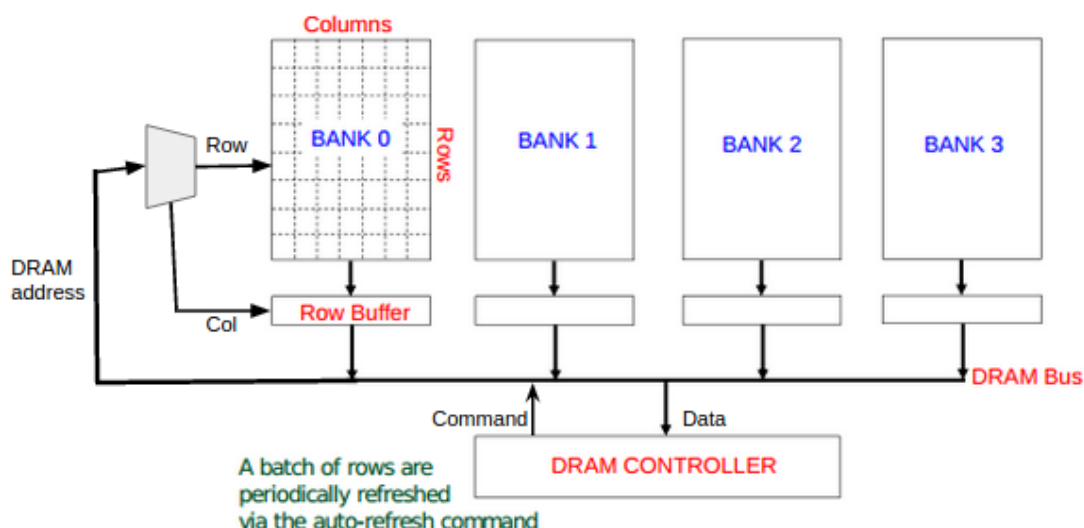 Columns
BANK 0
BANK 1
BANK 2
BANK 3
Rows
Row
DRAM
address
Col
Row Buffer
DRAM Bus
Command
Data
DRAM CONTROLLER
A batch of rows are
periodically refreshed
via the auto-refresh command